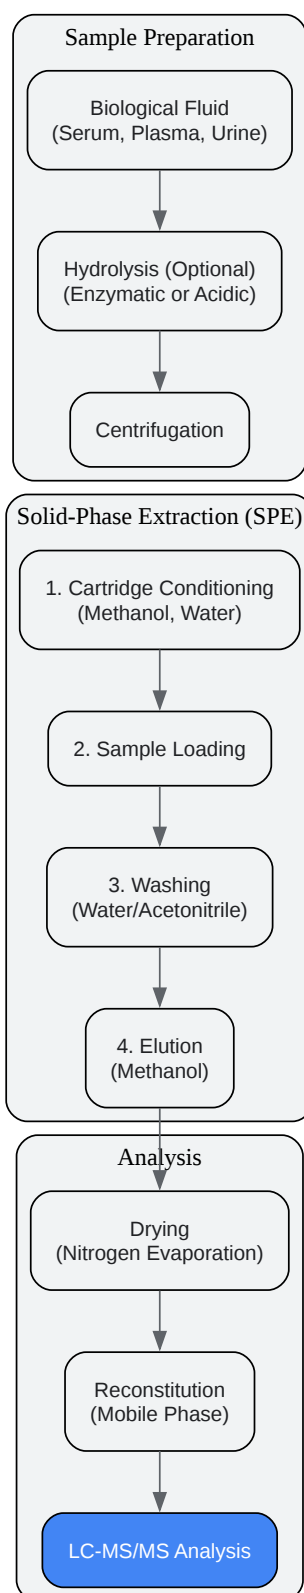 Sample Preparation
Biological Fluid
(Serum, Plasma, Urine)
Hydrolysis (Optional)
(Enzymatic or Acidic)
Centrifugation
Solid-Phase Extraction (SPE)
1. Cartridge Conditioning
(Methanol, Water)
2. Sample Loading
3. Washing
(Water/Acetonitrile)
4. Elution
(Methanol)
Analysis
Drying
(Nitrogen Evaporation)
Reconstitution
(Mobile Phase)
LC-MS/MS Analysis